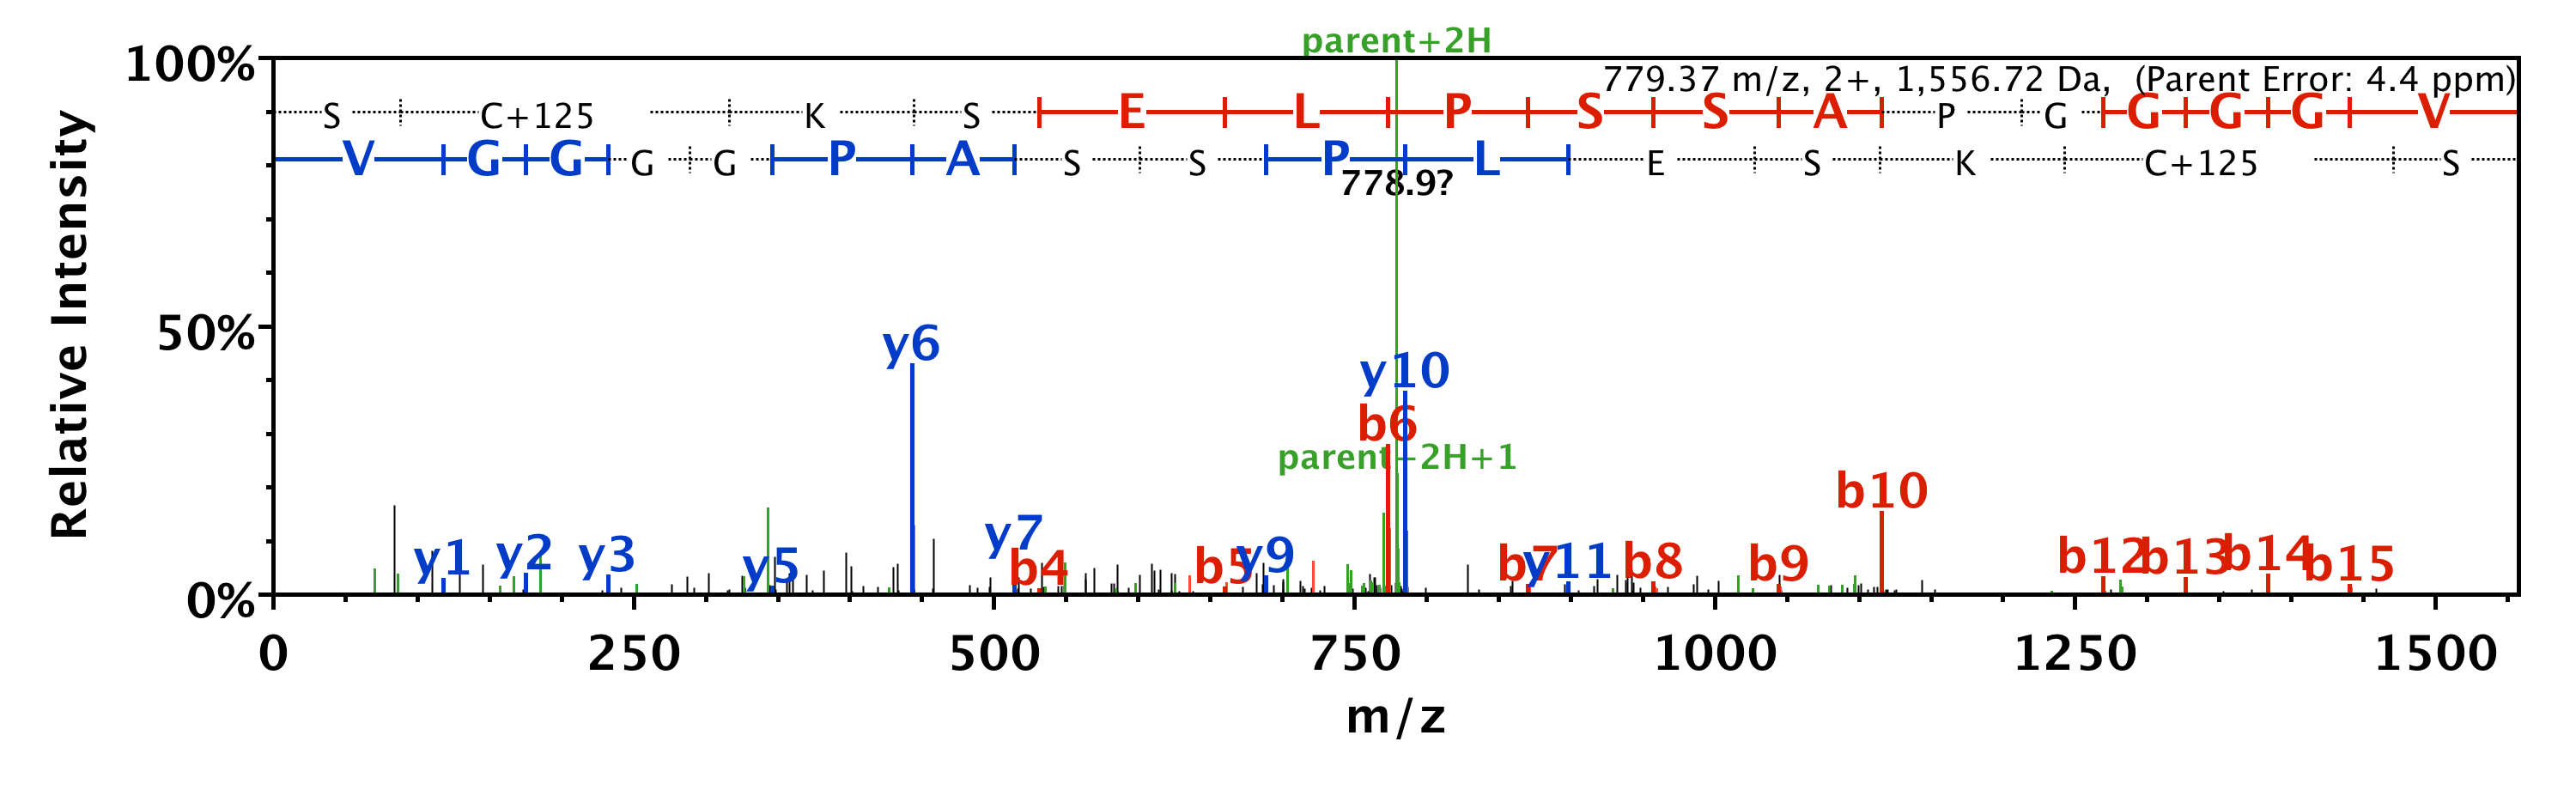 parent+2H
100%
779.37 m/z, 2+, 1,556.72 Da, (Parent Error: 4.4 ppm)
S C+125 K S E L P S S A P G G G G V
V G G G G P A S S P L E S K C+125 S
778.9?
50%
y6
y10
b6
parent+2H+1
b10
y7
y1 y2 y3 y5 b4 b5 y9 b7 y11 b8 b9 b12 b13 b14 b15
0%
0 250 500 750 1000 1250 1500
m/z
Relative Intensity